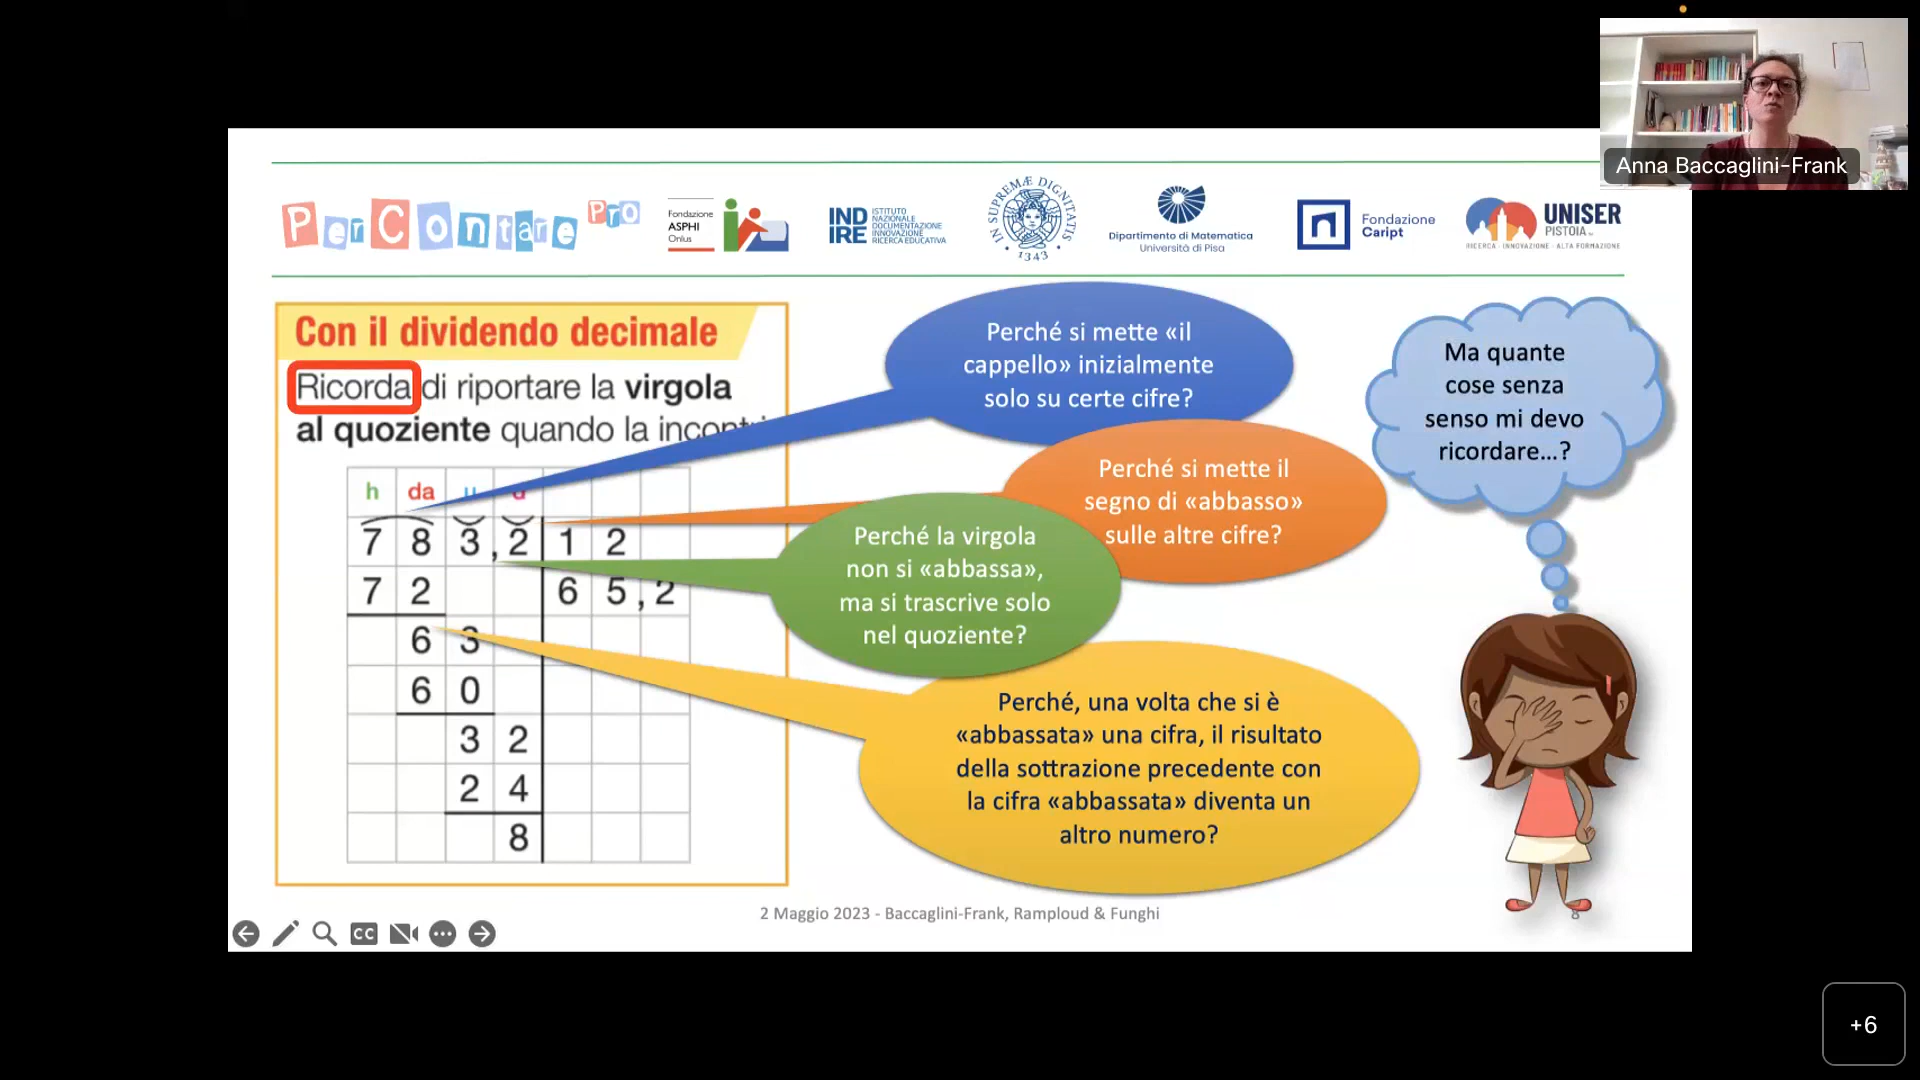 Anna Baccaglini-Frank
PerContare Pro
Fondazione
ASPHI
Onlus
INDIRE
ISTITUTO
NAZIONALE
DOCUMENTAZIONE
INNOVAZIONE
RICERCA EDUCATIVA
IN SUPREMÆ DIGNITATIS
· 1343 ·
Dipartimento di Matematica
Università di Pisa
n
Fondazione
Caript
UNISER
PISTOIA
RICERCA - INNOVAZIONE - ALTA FORMAZIONE
Con il dividendo decimale
Ricorda di riportare la virgola
al quoziente quando la
h da u d
7 8 3,2 1 2
7 2 6 5,2
6 3
6 0
3 2
2 4
8
Perché si mette «il
cappello» inizialmente
solo su certe cifre?
Perché si mette il
segno di «abbasso»
sulle altre cifre?
Perché la virgola
non si «abbassa»,
ma si trascrive solo
nel quoziente?
Perché, una volta che si è
«abbassata» una cifra, il risultato
della sottrazione precedente con
la cifra «abbassata» diventa un
altro numero?
Ma quante
cose senza
senso mi devo
ricordare...?
2 Maggio 2023 - Baccaglini-Frank, Ramploud & Funghi
8
CC
+6